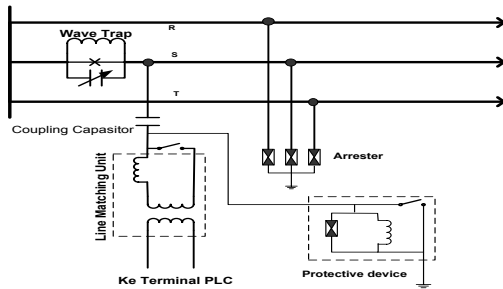 R
Wave Trap
S
T
Coupling Capasitor
Line Matching Unit
Arrester
Ke Terminal PLC
Protective device